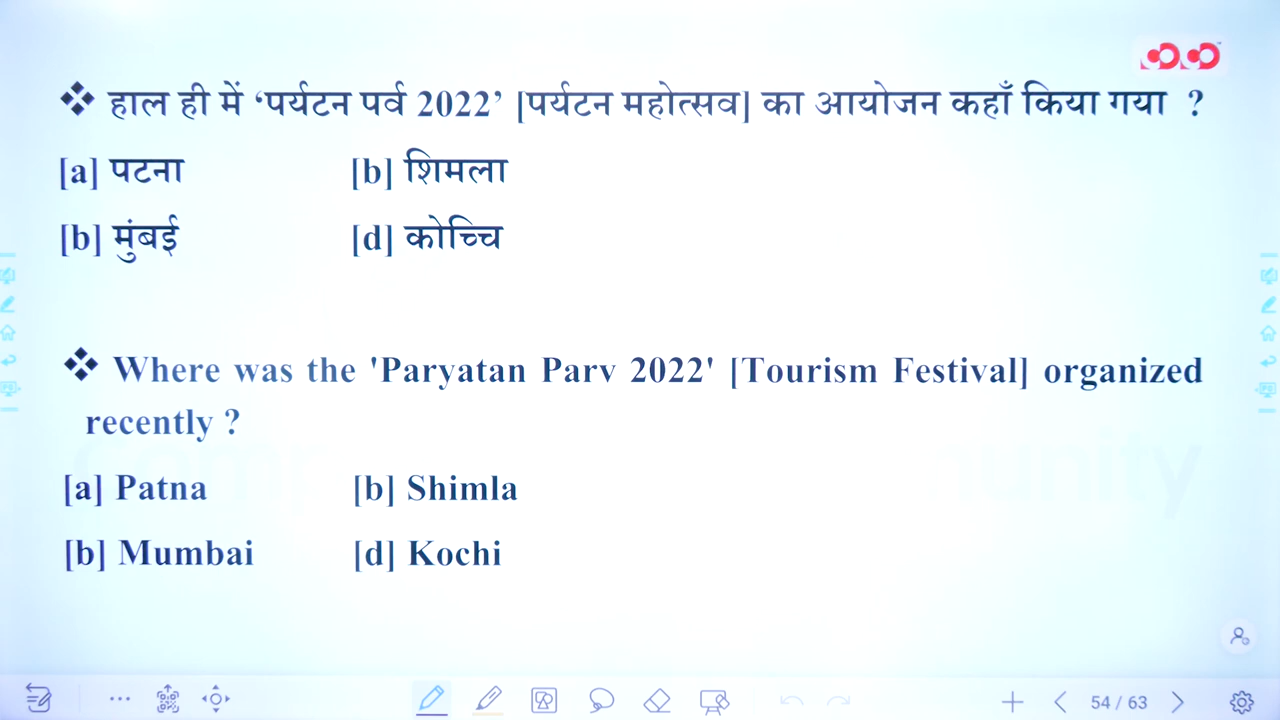 ❖ हाल ही में ‘पर्यटन पर्व 2022’ [पर्यटन महोत्सव] का आयोजन कहाँ किया गया ?
[a] पटना [b] शिमला
[b] मुंबई [d] कोच्चि
❖ Where was the 'Paryatan Parv 2022' [Tourism Festival] organized
recently ?
[a] Patna [b] Shimla
[b] Mumbai [d] Kochi
54 / 63